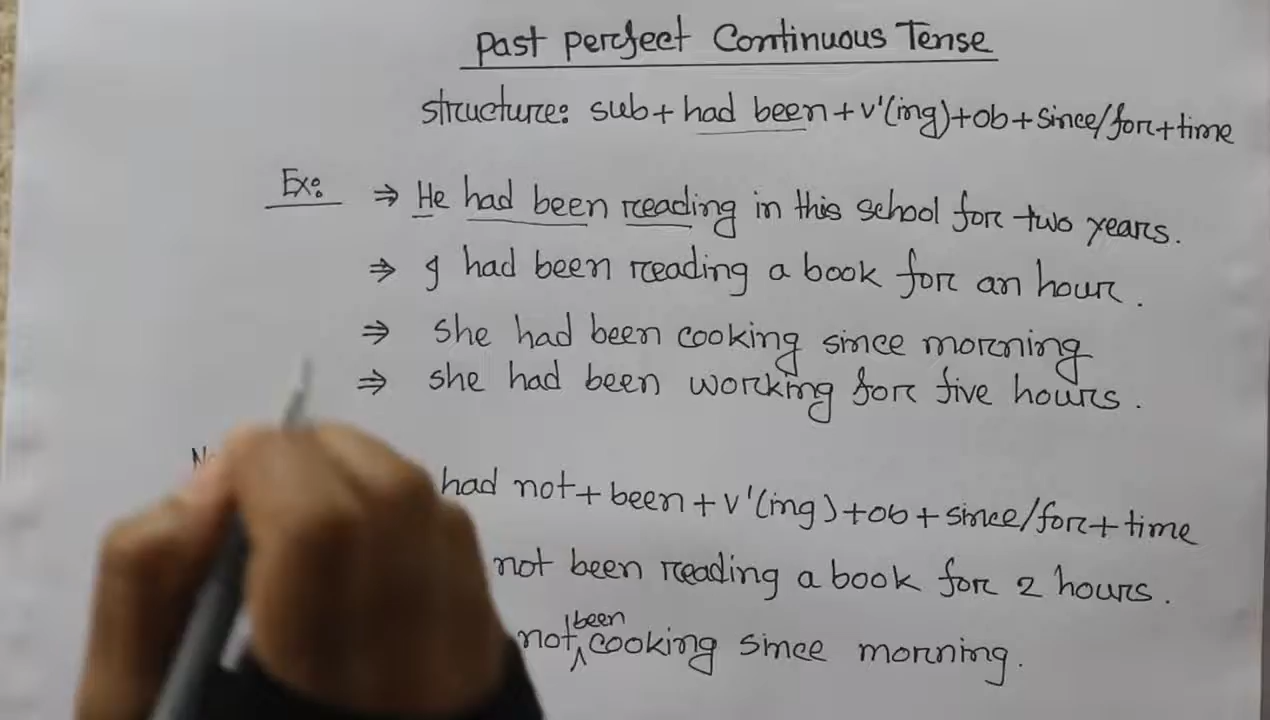 Past perfect Continuous Tense
structure: sub + had been + v'(ing) + ob + since/for + time
Ex: ⇒ He had been reading in this school for two years.
⇒ I had been reading a book for an hour.
⇒ she had been cooking since morning
⇒ she had been working for five hours.
had not + been + v'(ing) + ob + since/for + time
not been reading a book for 2 hours.
not been cooking since morning.